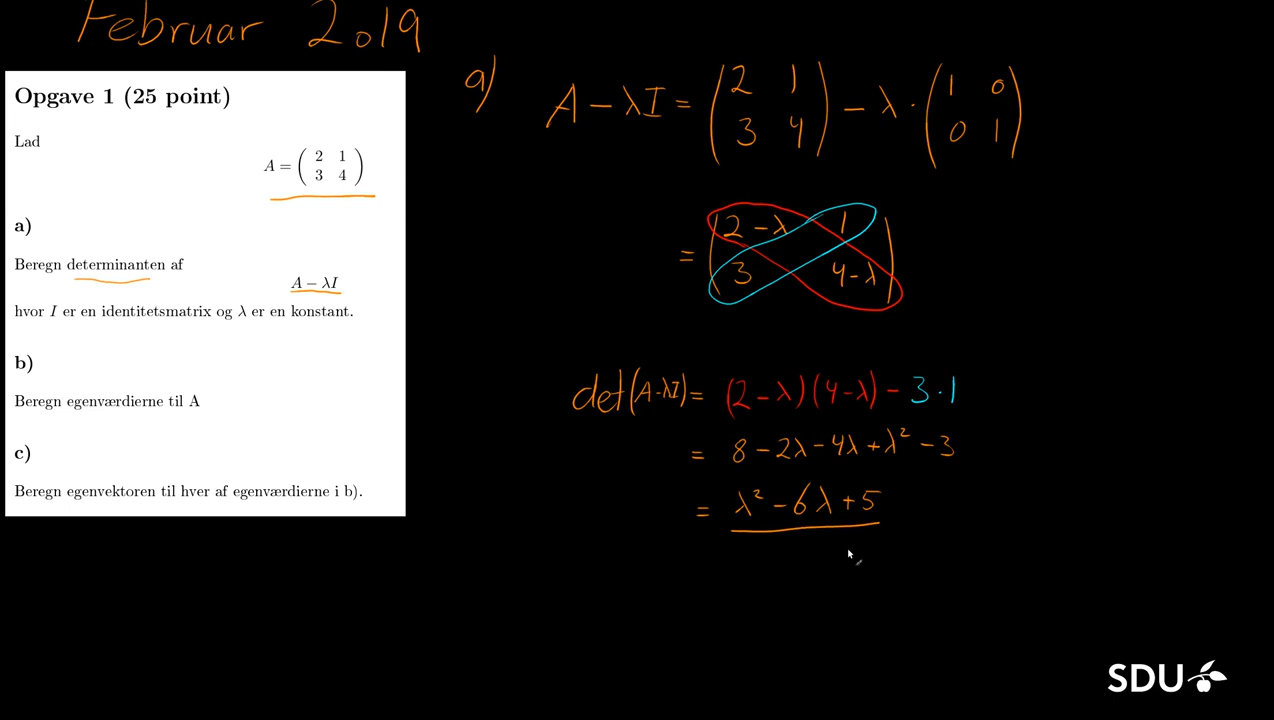 Februar 2019
Opgave 1 (25 point)
Lad
A = ( 2 1
3 4 )
a)
Beregn determinanten af
A − λI
hvor I er en identitetsmatrix og λ er en konstant.
b)
Beregn egenværdierne til A
c)
Beregn egenvektoren til hver af egenværdierne i b).
a)
A − λI = ( 2 1 ) − λ · ( 1 0 )
( 3 4 ) ( 0 1 )
= | 2 − λ 1 |
| 3 4 − λ |
det(A − λI) = (2 − λ)(4 − λ) − 3 · 1
= 8 − 2λ − 4λ + λ² − 3
= λ² − 6λ + 5
SDU